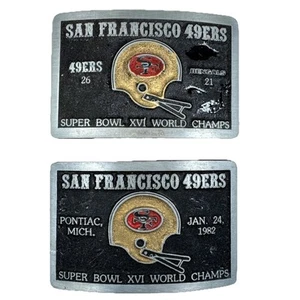 SAN FRANCISCO 49ERS
49ERS
26
BENGALS
21
SUPER BOWL XVI WORLD CHAMPS
SAN FRANCISCO 49ERS
PONTIAC,
MICH.
JAN. 24,
1982
SUPER BOWL XVI WORLD CHAMPS